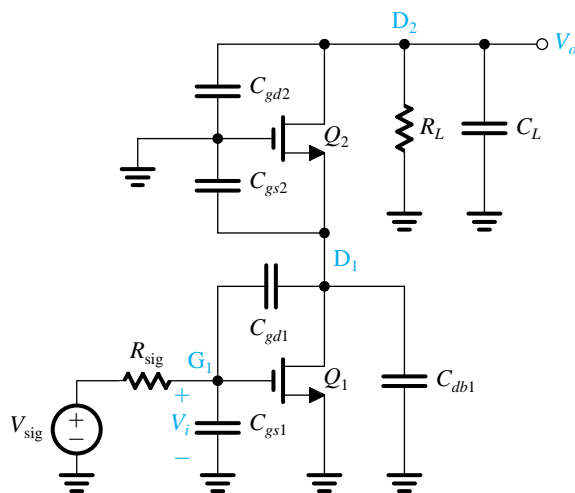 D2
Vo
Cgd2
Q2
RL
CL
Cgs2
D1
Cgd1
Rsig
G1
Q1
Cdb1
+
Vsig
+
−
Vi
Cgs1
−